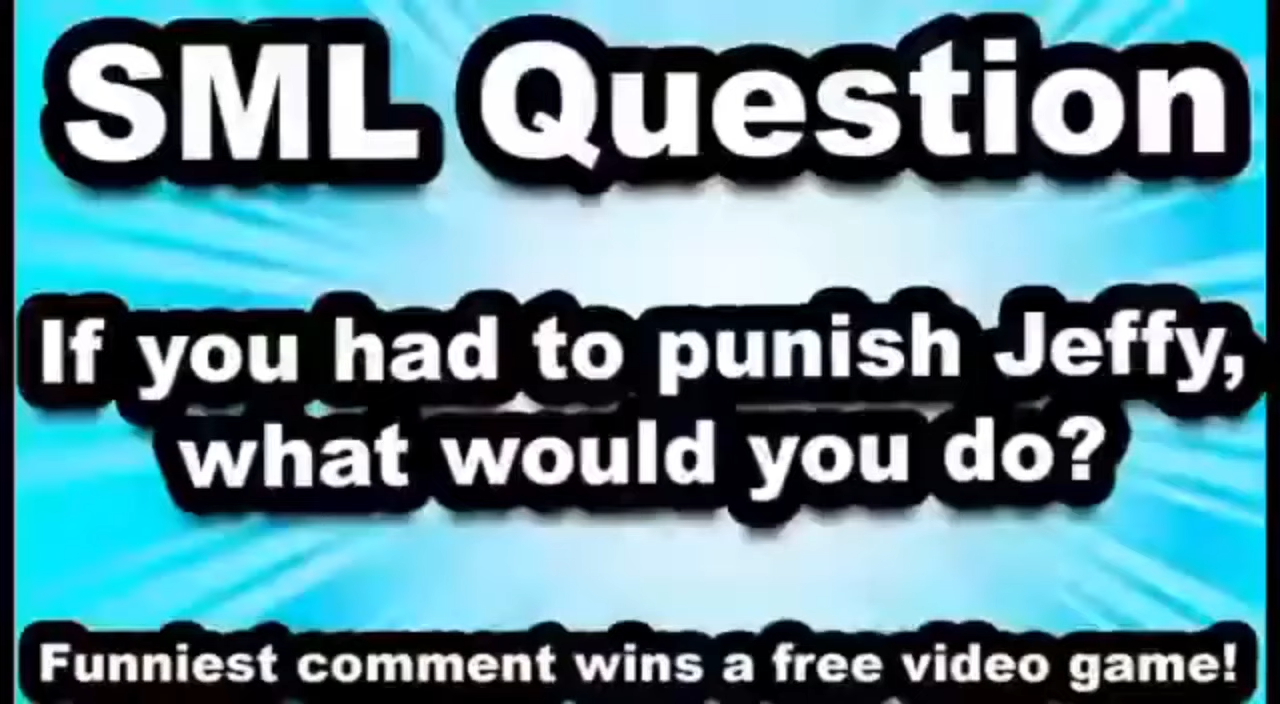 SML Question
If you had to punish Jeffy,
what would you do?
Funniest comment wins a free video game!